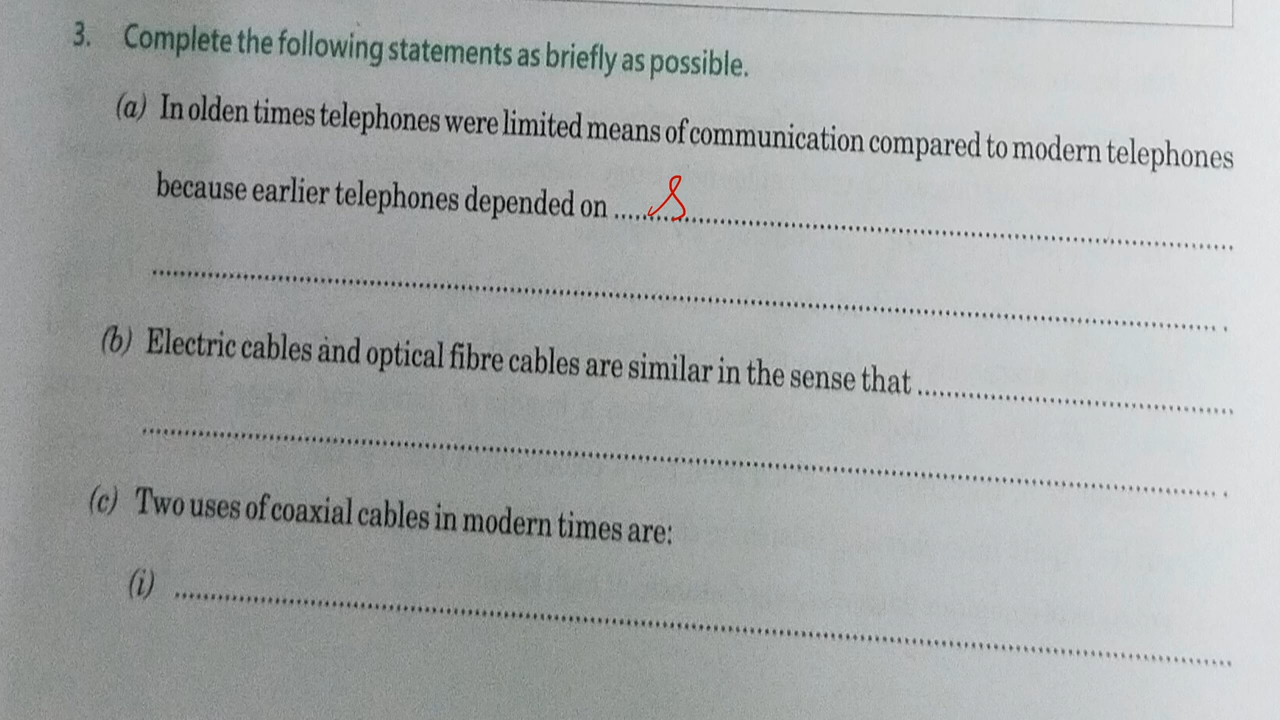 3. Complete the following statements as briefly as possible.
(a) In olden times telephones were limited means of communication compared to modern telephones
because earlier telephones depended on ..... S ..........................................................................
..........................................................................................................................................................
(b) Electric cables and optical fibre cables are similar in the sense that .............................................
..........................................................................................................................................................
(c) Two uses of coaxial cables in modern times are:
(i) ..................................................................................................................................................